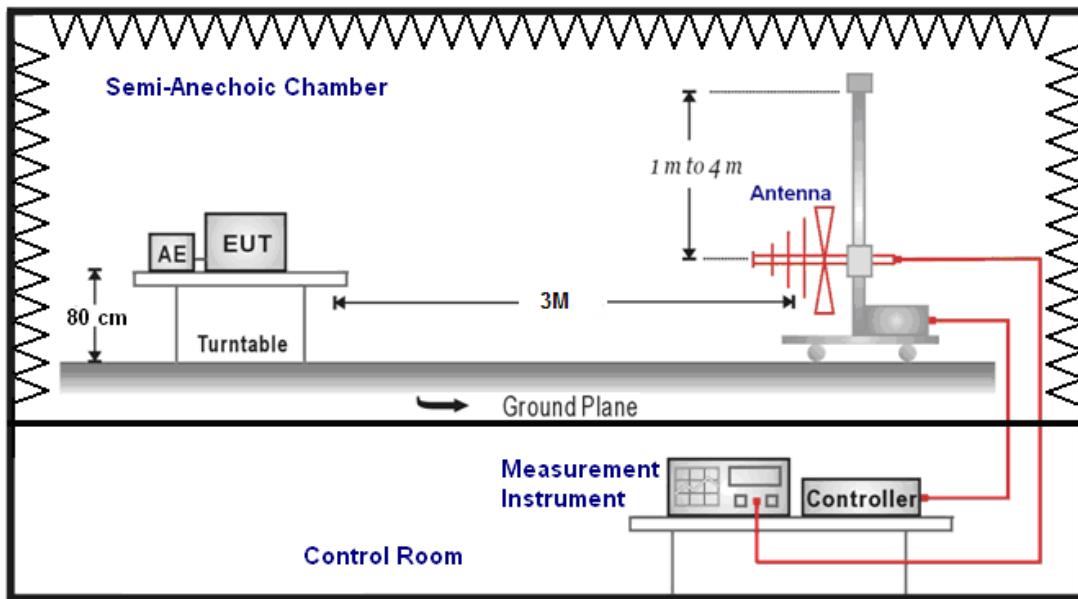 Semi-Anechoic Chamber
1 m to 4 m
Antenna
AE
EUT
80 cm
3M
Turntable
Ground Plane
Measurement
Instrument
Controller
Control Room